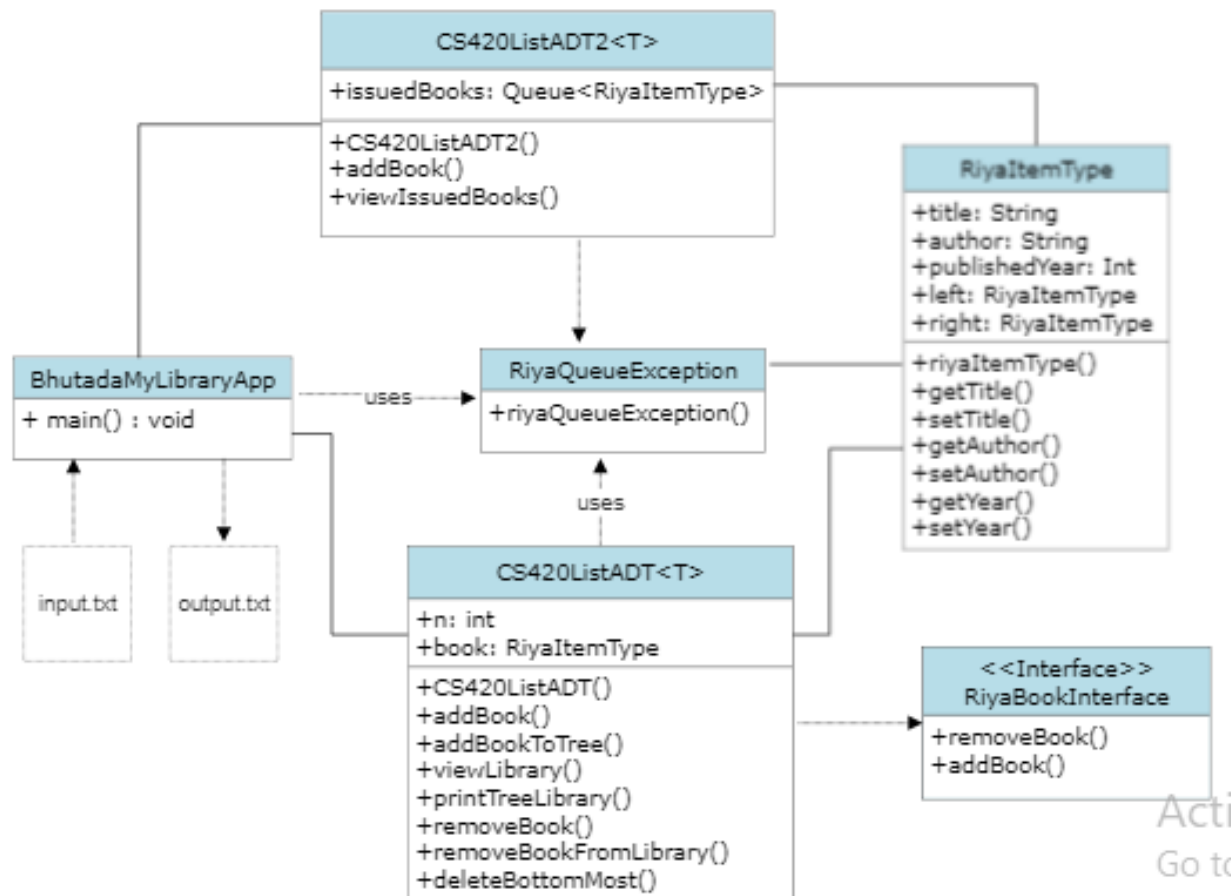 CS420ListADT2<T>
+issuedBooks: Queue<RiyaItemType>
+CS420ListADT2()
+addBook()
+viewIssuedBooks()
RiyaItemType
+title: String
+author: String
+publishedYear: Int
+left: RiyaItemType
+right: RiyaItemType
+riyaItemType()
+getTitle()
+setTitle()
+getAuthor()
+setAuthor()
+getYear()
+setYear()
BhutadaMyLibraryApp
+ main() : void
uses
RiyaQueueException
+riyaQueueException()
uses
input.txt
output.txt
CS420ListADT<T>
+n: int
+book: RiyaItemType
+CS420ListADT()
+addBook()
+addBookToTree()
+viewLibrary()
+printTreeLibrary()
+removeBook()
+removeBookFromLibrary()
+deleteBottomMost()
<<Interface>>
RiyaBookInterface
+removeBook()
+addBook()
Acti
Go to